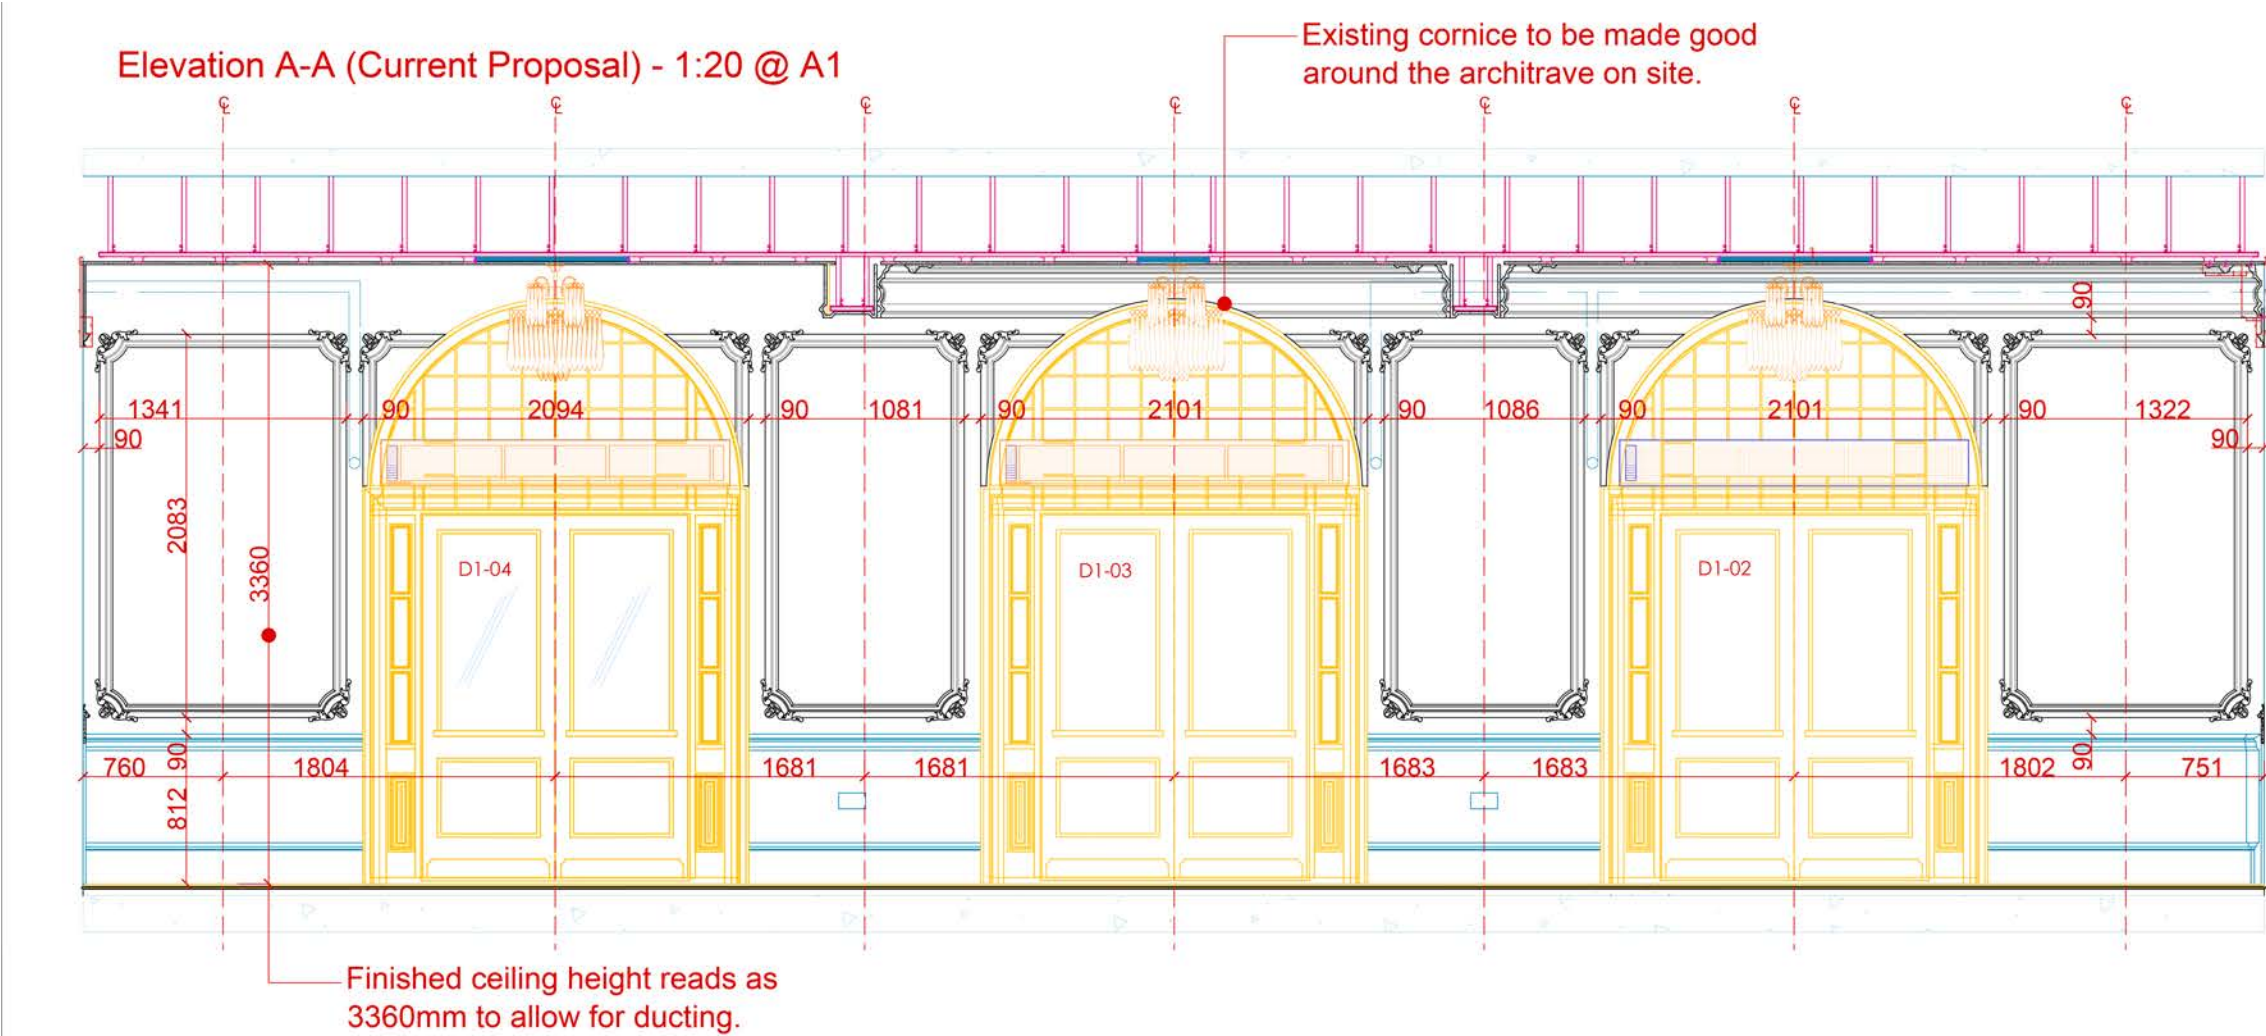 Existing cornice to be made good
around the architrave on site.
Elevation A-A (Current Proposal) - 1:20 @ A1
℄ ℄ ℄ ℄ ℄ ℄ ℄
90
1341 90 2094 90 1081 90 2101 90 1086 90 2101 90 1322
90 90
2083
3360
D1-04 D1-03 D1-02
90 90
760 1804 1681 1681 1683 1683 1802 751
812
Finished ceiling height reads as
3360mm to allow for ducting.